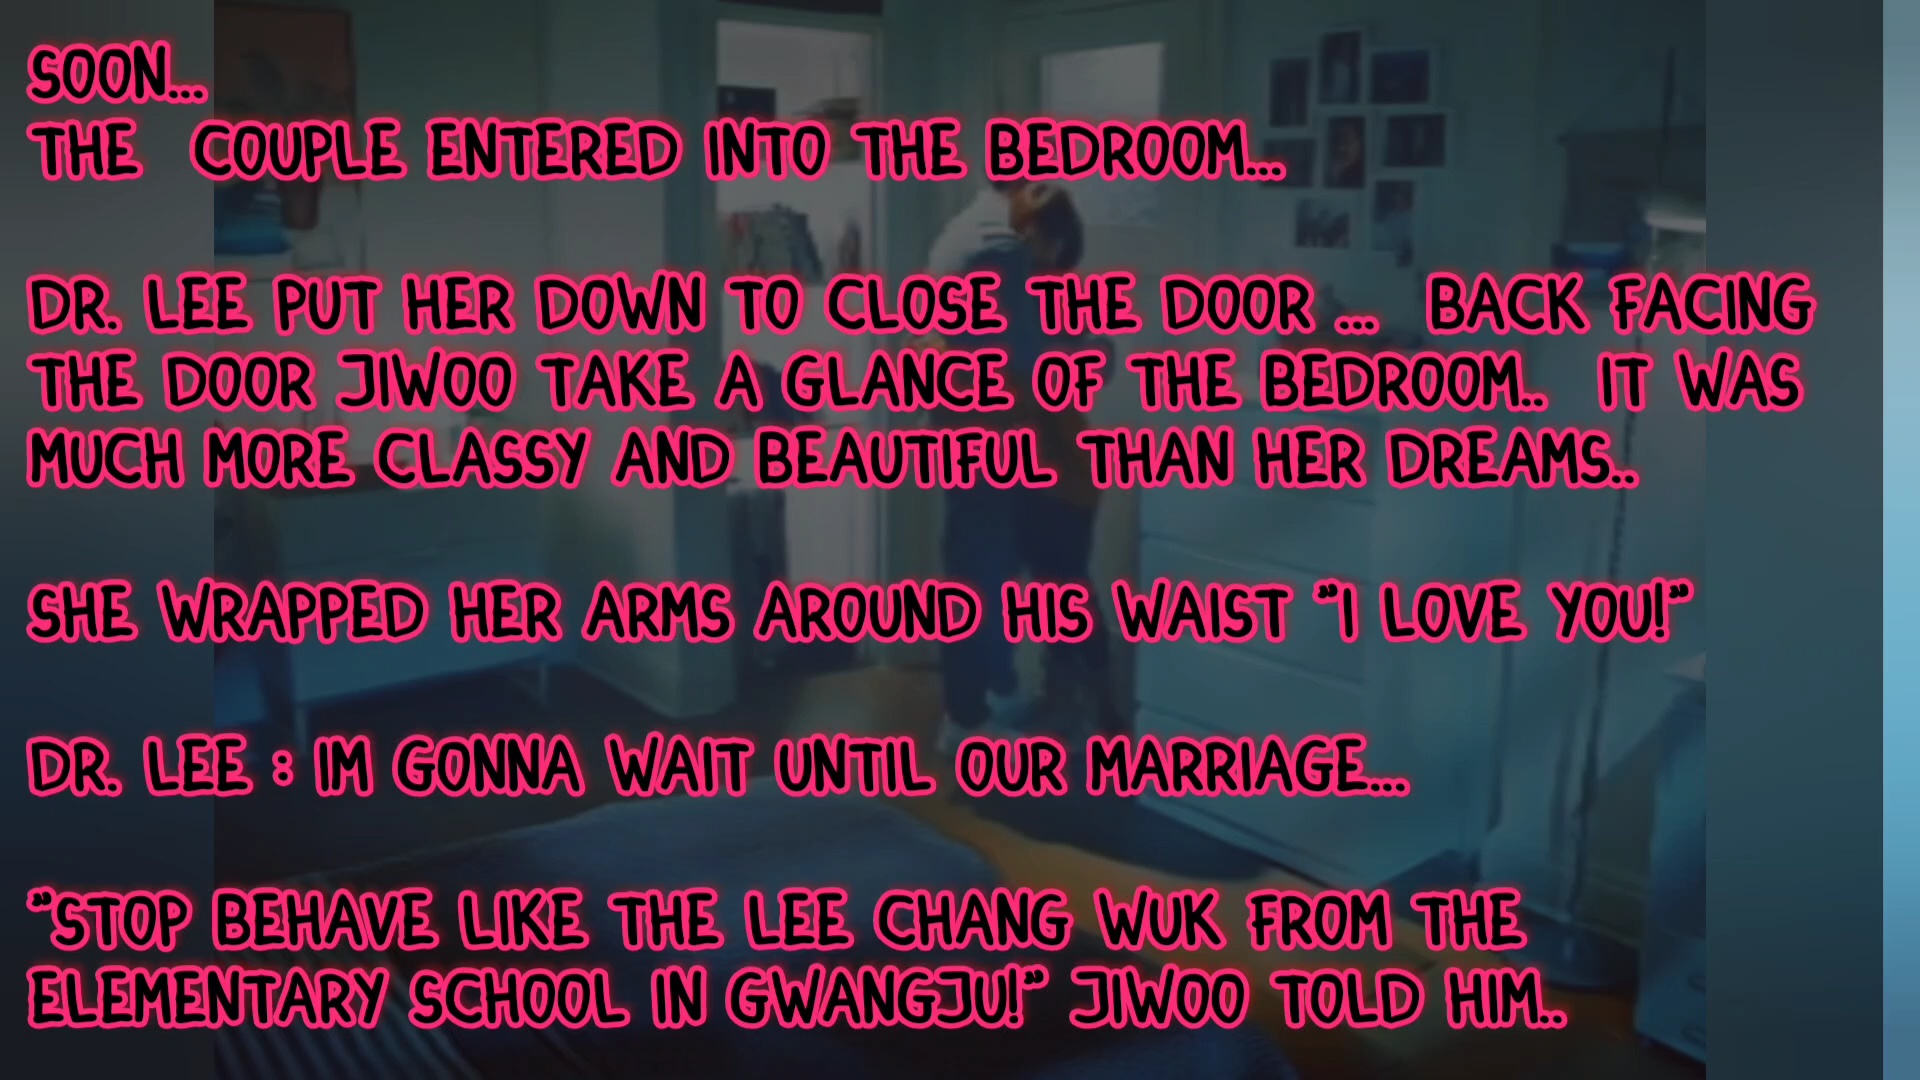 SOON...
THE COUPLE ENTERED INTO THE BEDROOM...
DR. LEE PUT HER DOWN TO CLOSE THE DOOR ... BACK FACING
THE DOOR JIWOO TAKE A GLANCE OF THE BEDROOM.. IT WAS
MUCH MORE CLASSY AND BEAUTIFUL THAN HER DREAMS..
SHE WRAPPED HER ARMS AROUND HIS WAIST "I LOVE YOU!"
DR. LEE : IM GONNA WAIT UNTIL OUR MARRIAGE...
"STOP BEHAVE LIKE THE LEE CHANG WUK FROM THE
ELEMENTARY SCHOOL IN GWANGJU!" JIWOO TOLD HIM..